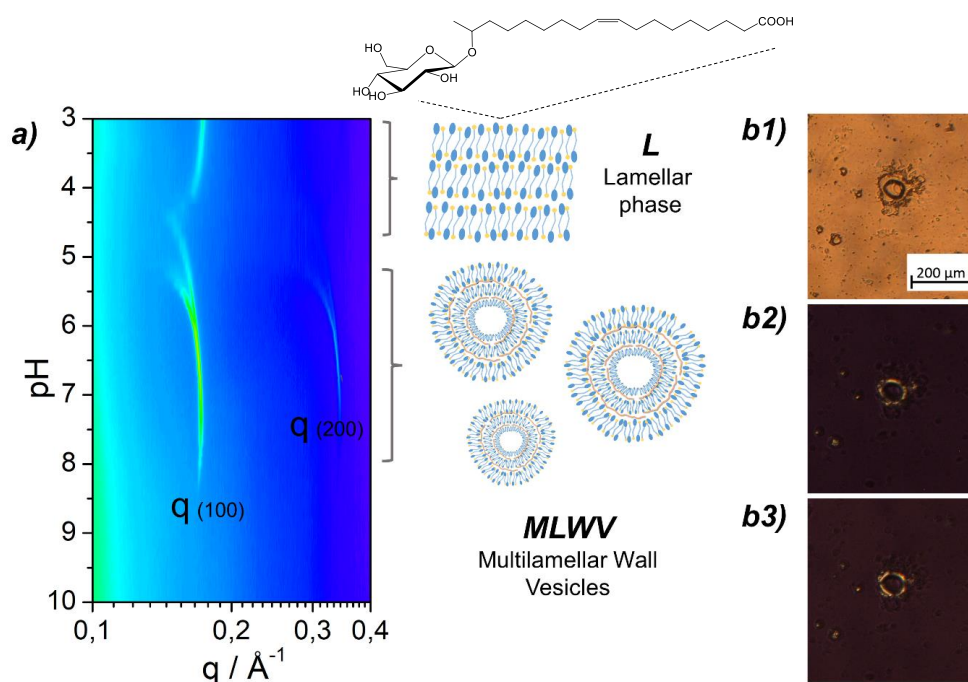 COOH
HO
O
O
HO
OH
HO
OH
a)
3
4
5
6
7
8
9
10
pH
q (200)
q (100)
0,1
0,2
0,3
0,4
q / Å-1
L
Lamellar
phase
MLWV
Multilamellar Wall
Vesicles
b1)
200 µm
b2)
b3)